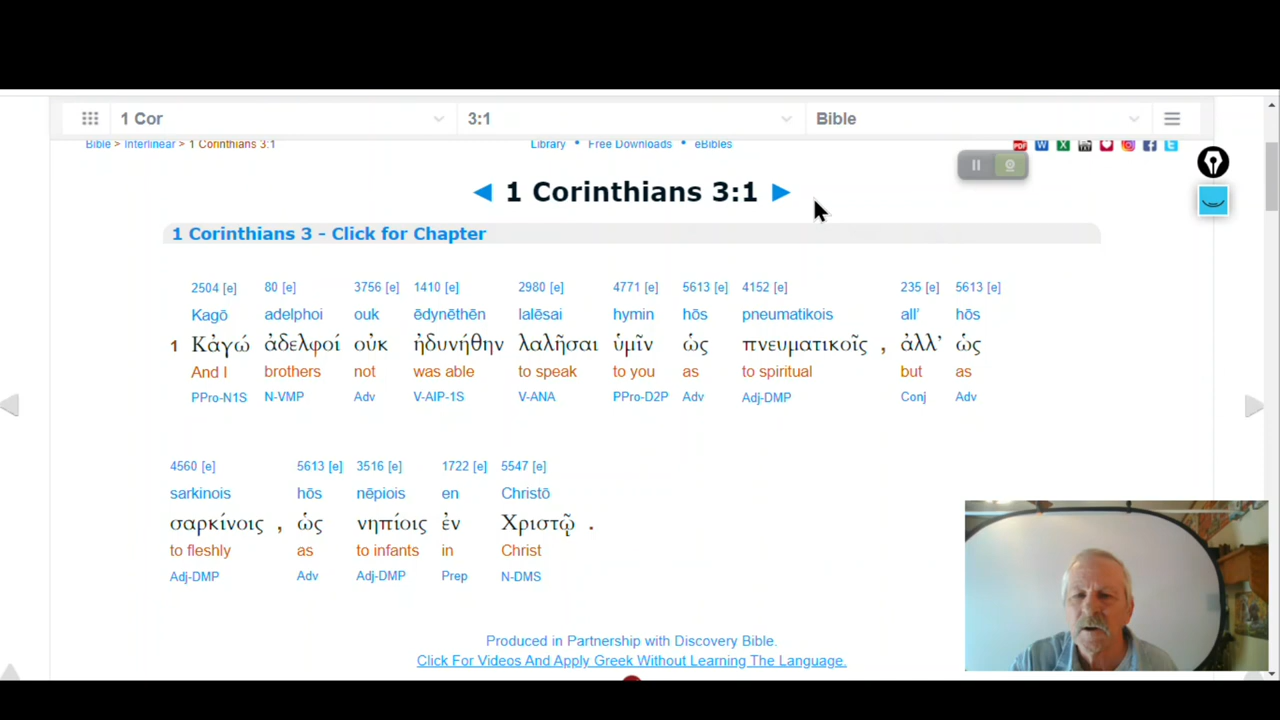 1 Cor 3:1 Bible
Bible > Interlinear > 1 Corinthians 3:1 Library • Free Downloads • eBibles
◄ 1 Corinthians 3:1 ►
1 Corinthians 3 - Click for Chapter
2504 [e] 80 [e] 3756 [e] 1410 [e] 2980 [e] 4771 [e] 5613 [e] 4152 [e] 235 [e] 5613 [e]
Kagō adelphoi ouk ēdynēthēn lalēsai hymin hōs pneumatikois all’ hōs
1 Κἀγώ ἀδελφοί οὐκ ἠδυνήθην λαλῆσαι ὑμῖν ὡς πνευματικοῖς , ἀλλ’ ὡς
And I brothers not was able to speak to you as to spiritual but as
PPro-N1S N-VMP Adv V-AIP-1S V-ANA PPro-D2P Adv Adj-DMP Conj Adv
4560 [e] 5613 [e] 3516 [e] 1722 [e] 5547 [e]
sarkinois hōs nēpiois en Christō
σαρκίνοις , ὡς νηπίοις ἐν Χριστῷ .
to fleshly as to infants in Christ
Adj-DMP Adv Adj-DMP Prep N-DMS
Produced in Partnership with Discovery Bible.
Click For Videos And Apply Greek Without Learning The Language.